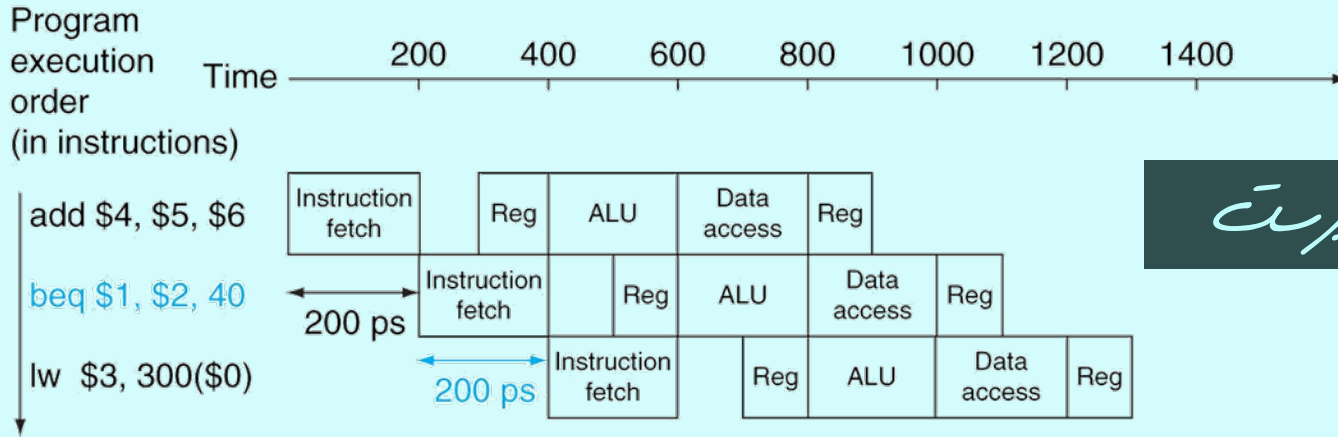 Program
execution
order
(in instructions)
Time 200 400 600 800 1000 1200 1400
add $4, $5, $6 Instruction fetch Reg ALU Data access Reg
beq $1, $2, 40 200 ps Instruction fetch Reg ALU Data access Reg
lw $3, 300($0) 200 ps Instruction fetch Reg ALU Data access Reg